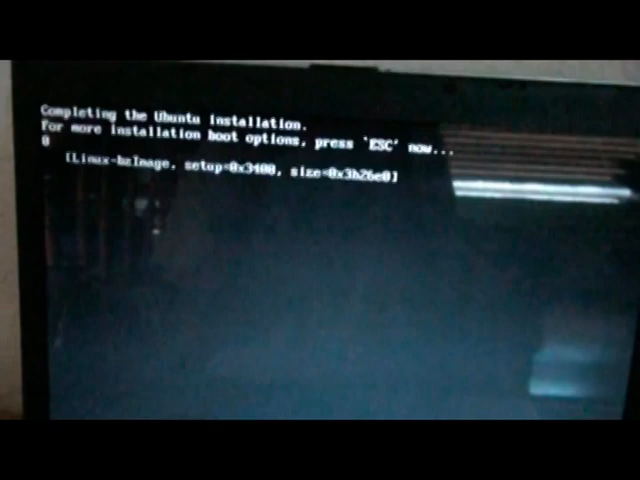 Completing the Ubuntu installation.
For more installation boot options, press `ESC' now...
0
[Linux-bzImage, setup=0x3400, size=0x3b26e0]